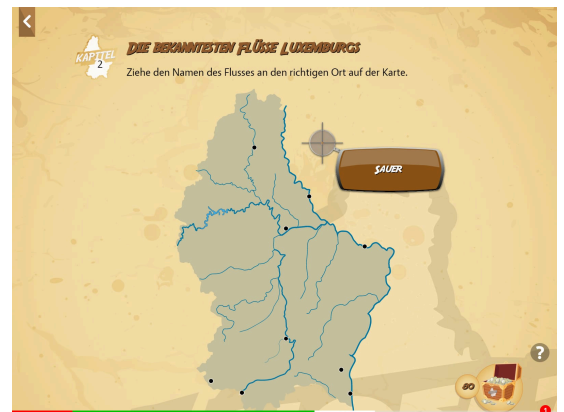 KAPITEL
2
Die bekanntesten Flüsse Luxemburgs
Ziehe den Namen des Flusses an den richtigen Ort auf der Karte.
Sauer
?
80
1